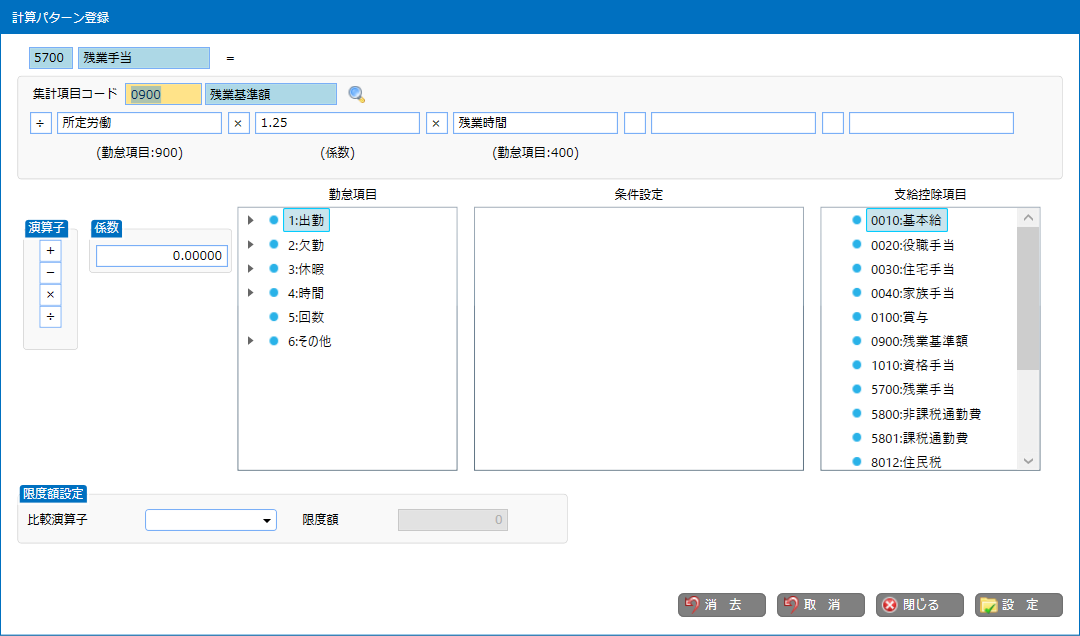 計算パターン登録
5700 残業手当 =
集計項目コード 0900 残業基準額
÷ 所定労働 × 1.25 × 残業時間
(勤怠項目:900) (係数) (勤怠項目:400)
勤怠項目 条件設定 支給控除項目
演算子
+
−
×
÷
係数
0.00000
1:出勤
2:欠勤
3:休暇
4:時間
5:回数
6:その他
0010:基本給
0020:役職手当
0030:住宅手当
0040:家族手当
0100:賞与
0900:残業基準額
1010:資格手当
5700:残業手当
5800:非課税通勤費
5801:課税通勤費
8012:住民税
限度額設定
比較演算子 限度額 0
消 去 取 消 閉じる 設 定